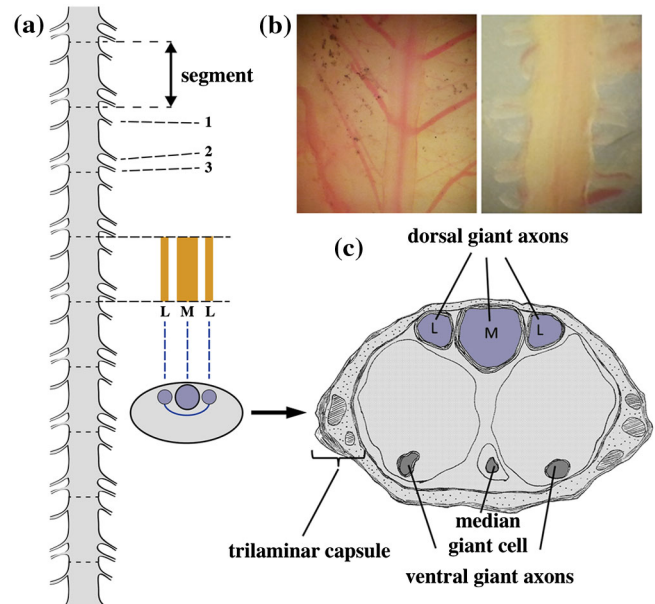 (a)
segment
1
2
3
L M L
(b)
(c)
dorsal giant axons
L
M
L
median
giant cell
trilaminar capsule
ventral giant axons